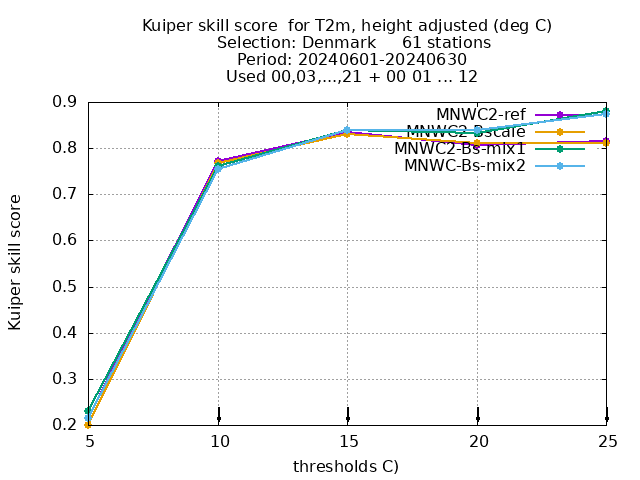 Kuiper skill score  for T2m, height adjusted (deg C)
Selection: Denmark     61 stations
Period: 20240601-20240630
Used 00,03,...,21 + 00 01 ... 12
MNWC2-ref
MNWC2-Bscale
MNWC2-Bs-mix1
MNWC-Bs-mix2
Kuiper skill score
0.9
0.8
0.7
0.6
0.5
0.4
0.3
0.2
5 10 15 20 25
thresholds C)